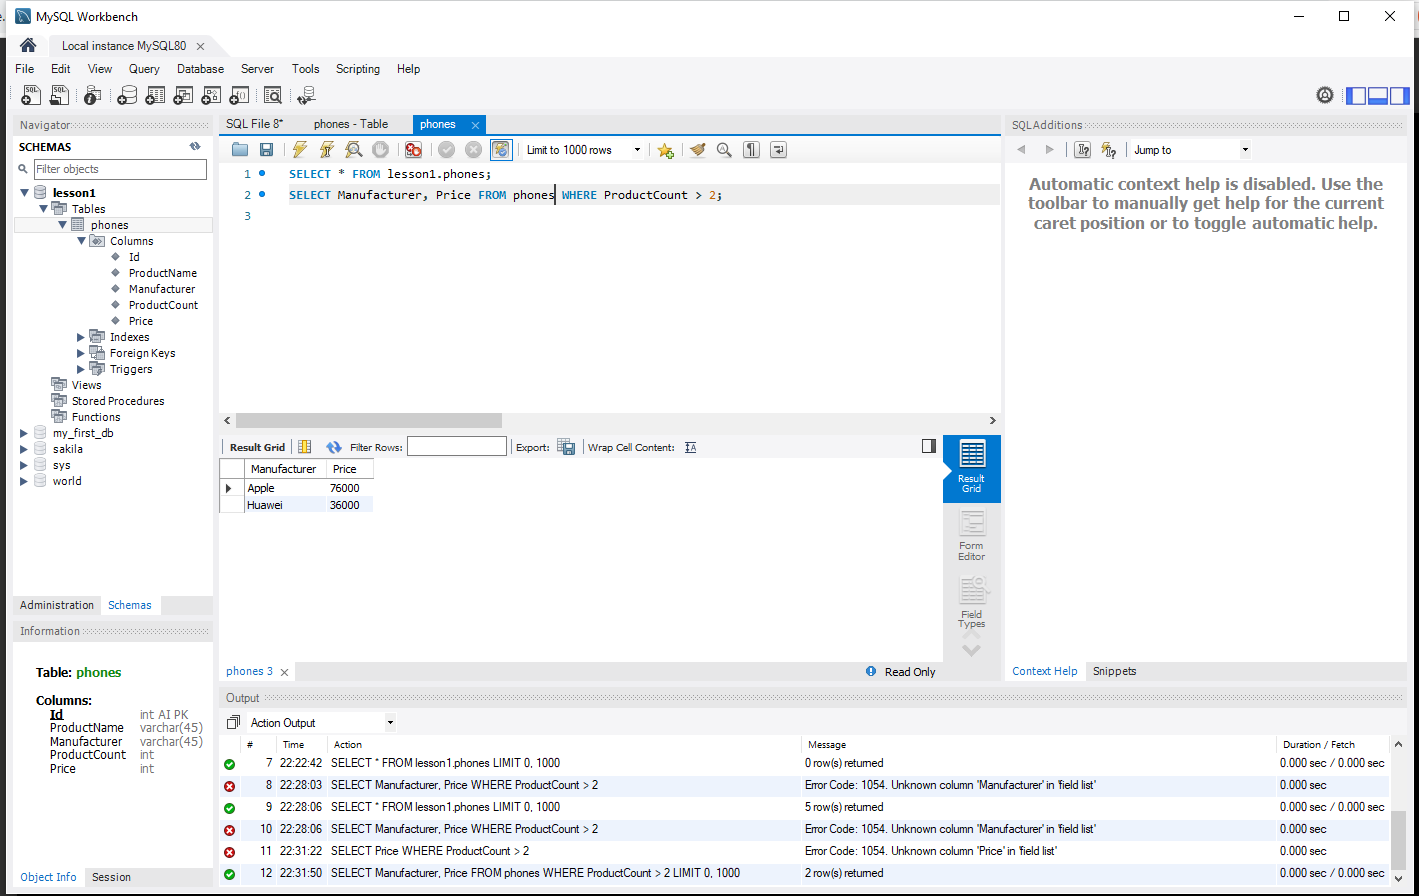 MySQL Workbench
Local instance MySQL80
File Edit View Query Database Server Tools Scripting Help
Navigator
SCHEMAS
Filter objects
lesson1
Tables
phones
Columns
Id
ProductName
Manufacturer
ProductCount
Price
Indexes
Foreign Keys
Triggers
Views
Stored Procedures
Functions
my_first_db
sakila
sys
world
Administration Schemas
Information
Table: phones
Columns:
Id int AI PK
ProductName varchar(45)
Manufacturer varchar(45)
ProductCount int
Price int
Object Info Session
SQL File 8* phones - Table phones
Limit to 1000 rows
1 SELECT * FROM lesson1.phones;
2 SELECT Manufacturer, Price FROM phones WHERE ProductCount > 2;
3
Result Grid Filter Rows: Export: Wrap Cell Content:
Manufacturer Price
Apple 76000
Huawei 36000
Result
Grid
Form
Editor
Field
Types
phones 3 Read Only
SQLAdditions
Jump to
Automatic context help is disabled. Use the
toolbar to manually get help for the current
caret position or to toggle automatic help.
Context Help Snippets
Output
Action Output
# Time Action Message Duration / Fetch
7 22:22:42 SELECT * FROM lesson1.phones LIMIT 0, 1000 0 row(s) returned 0.000 sec / 0.000 sec
8 22:28:03 SELECT Manufacturer, Price WHERE ProductCount > 2 Error Code: 1054. Unknown column 'Manufacturer' in 'field list' 0.000 sec
9 22:28:06 SELECT * FROM lesson1.phones LIMIT 0, 1000 5 row(s) returned 0.000 sec / 0.000 sec
10 22:28:06 SELECT Manufacturer, Price WHERE ProductCount > 2 Error Code: 1054. Unknown column 'Manufacturer' in 'field list' 0.000 sec
11 22:31:22 SELECT Price WHERE ProductCount > 2 Error Code: 1054. Unknown column 'Price' in 'field list' 0.000 sec
12 22:31:50 SELECT Manufacturer, Price FROM phones WHERE ProductCount > 2 LIMIT 0, 1000 2 row(s) returned 0.000 sec / 0.000 sec